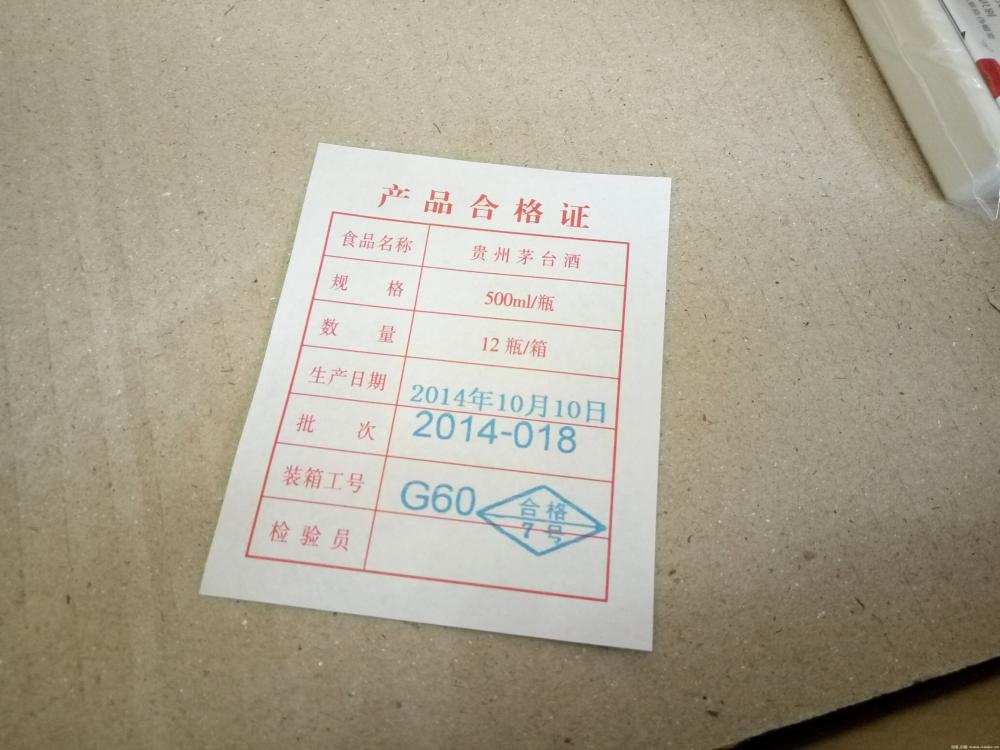 产品合格证
食品名称 贵州茅台酒
规格 500ml/瓶
数量 12 瓶/箱
生产日期 2014年10月10日
批次 2014-018
装箱工号 G60
合格
7 号
检验员